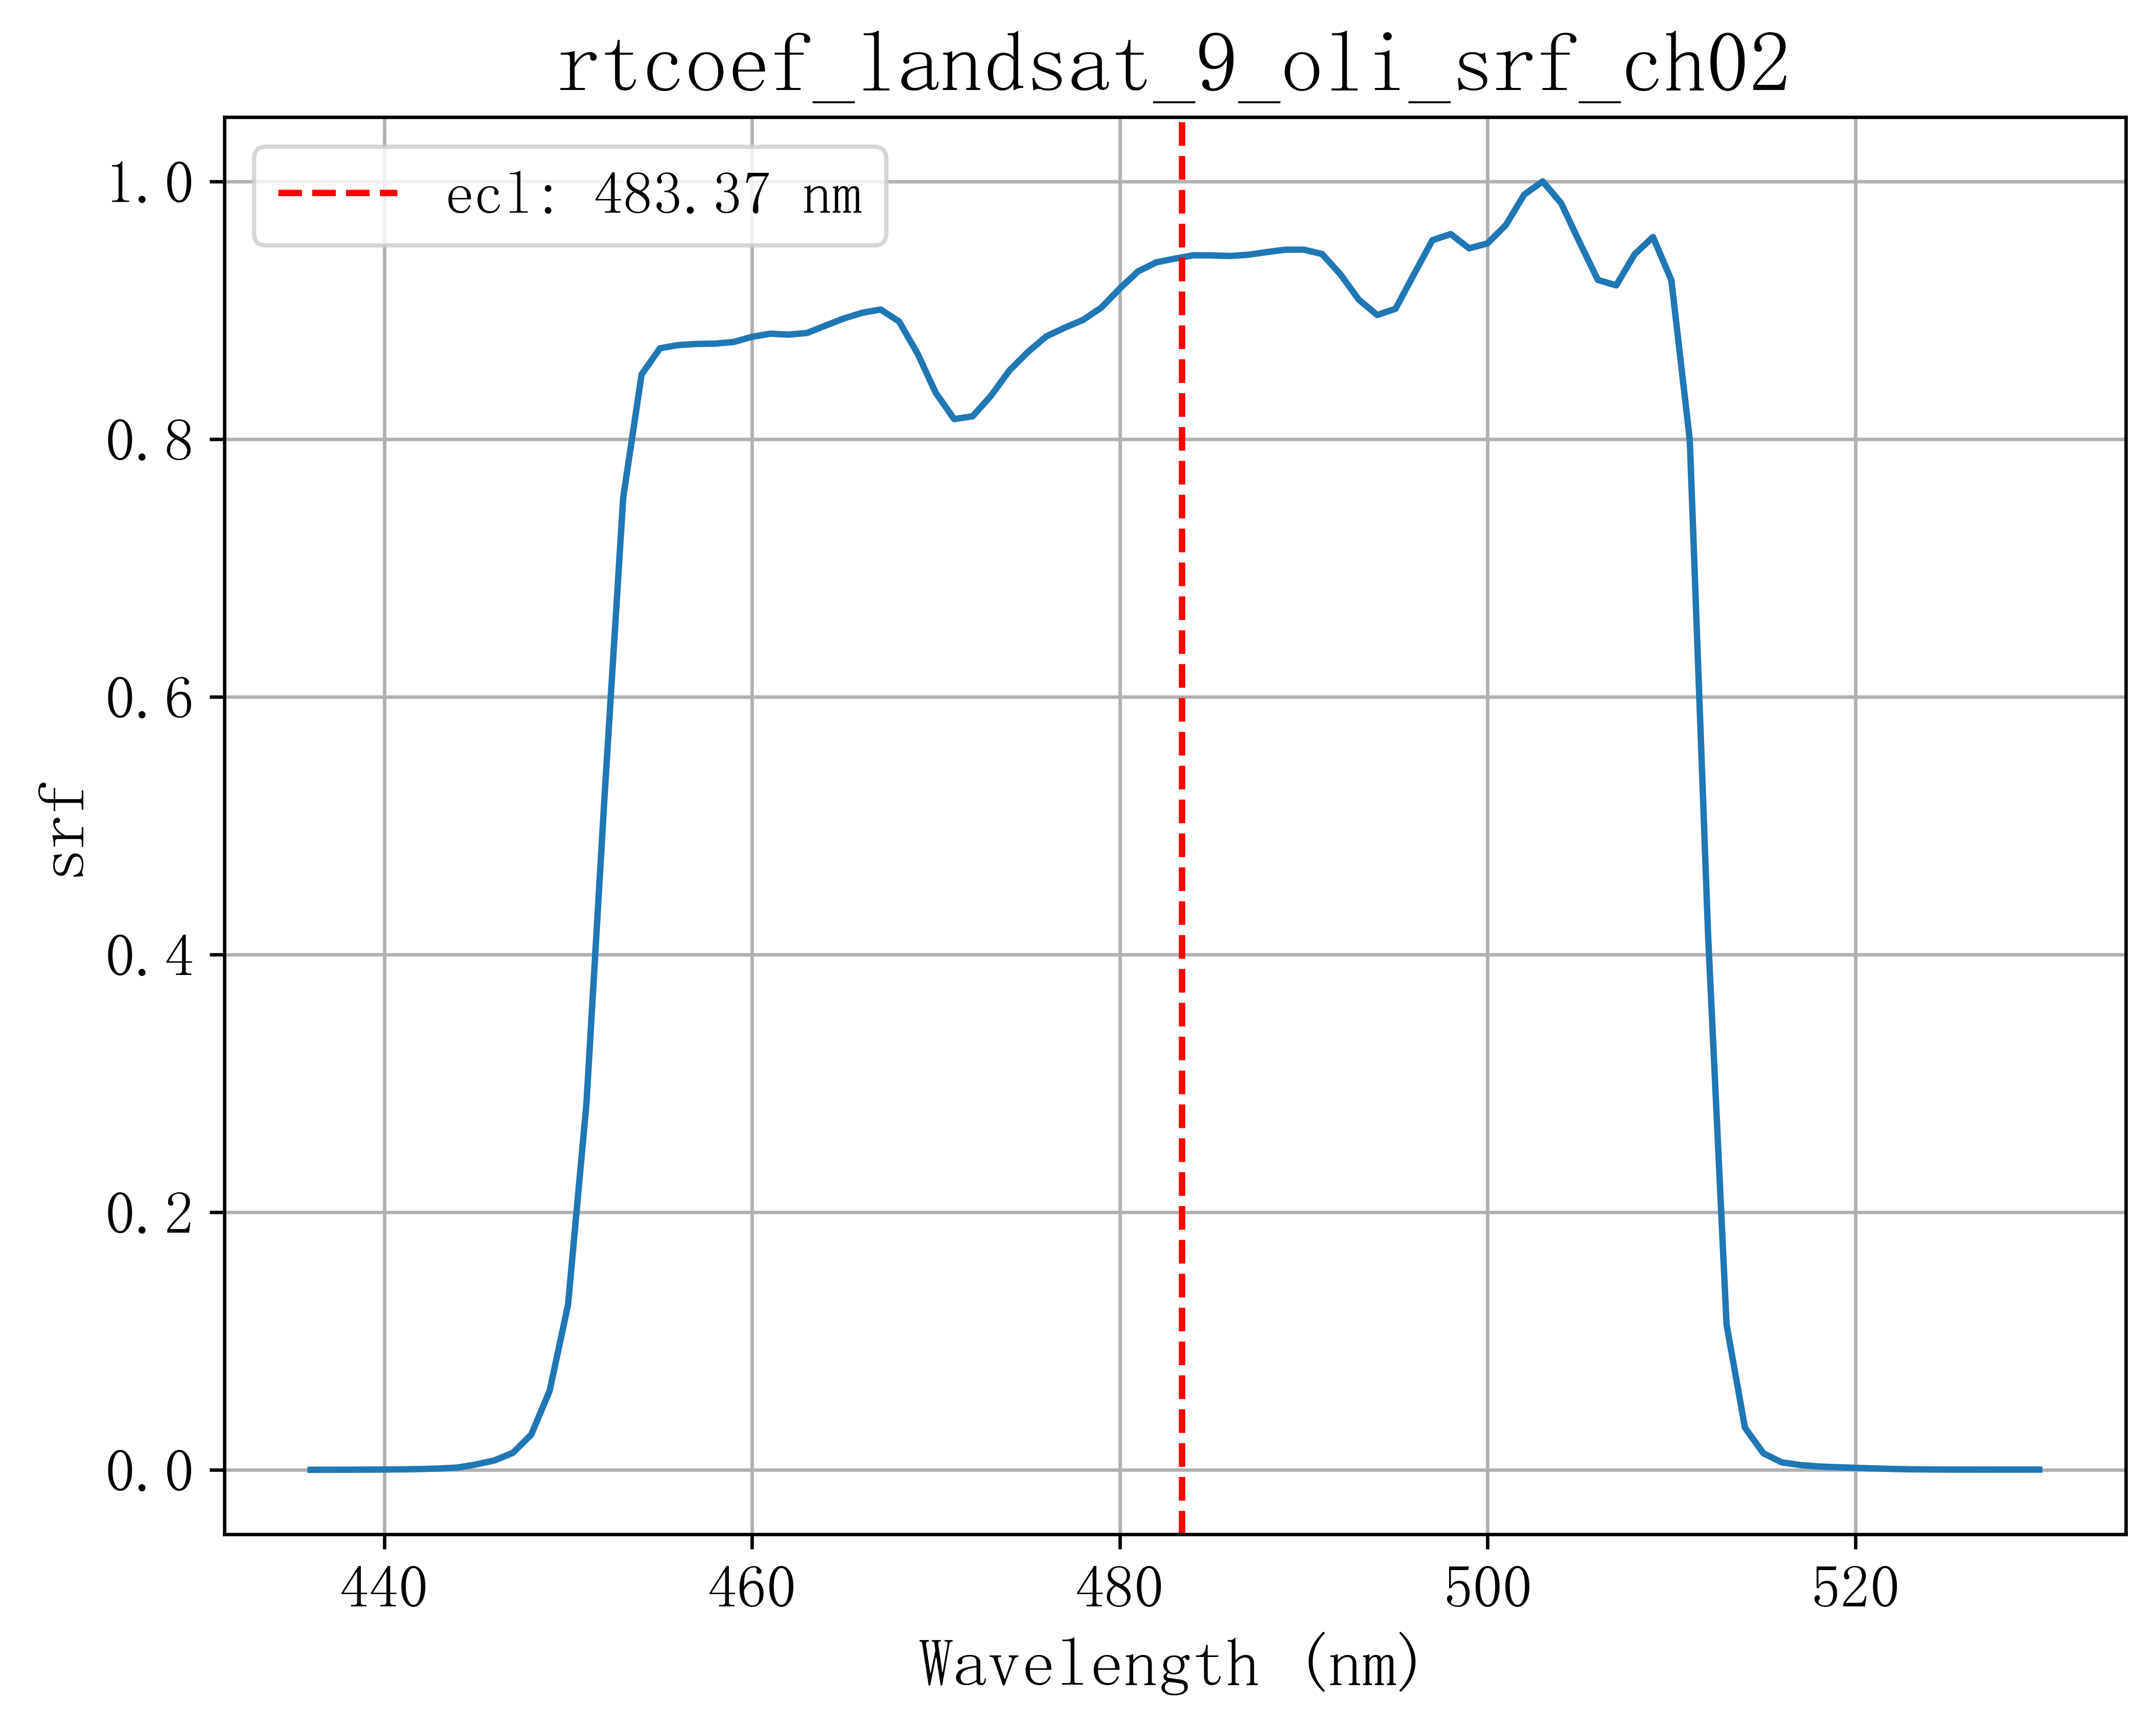 rtcoef_landsat_9_oli_srf_ch02
ecl: 483.37 nm
1.0
0.8
0.6
0.4
0.2
0.0
srf
440 460 480 500 520
Wavelength (nm)